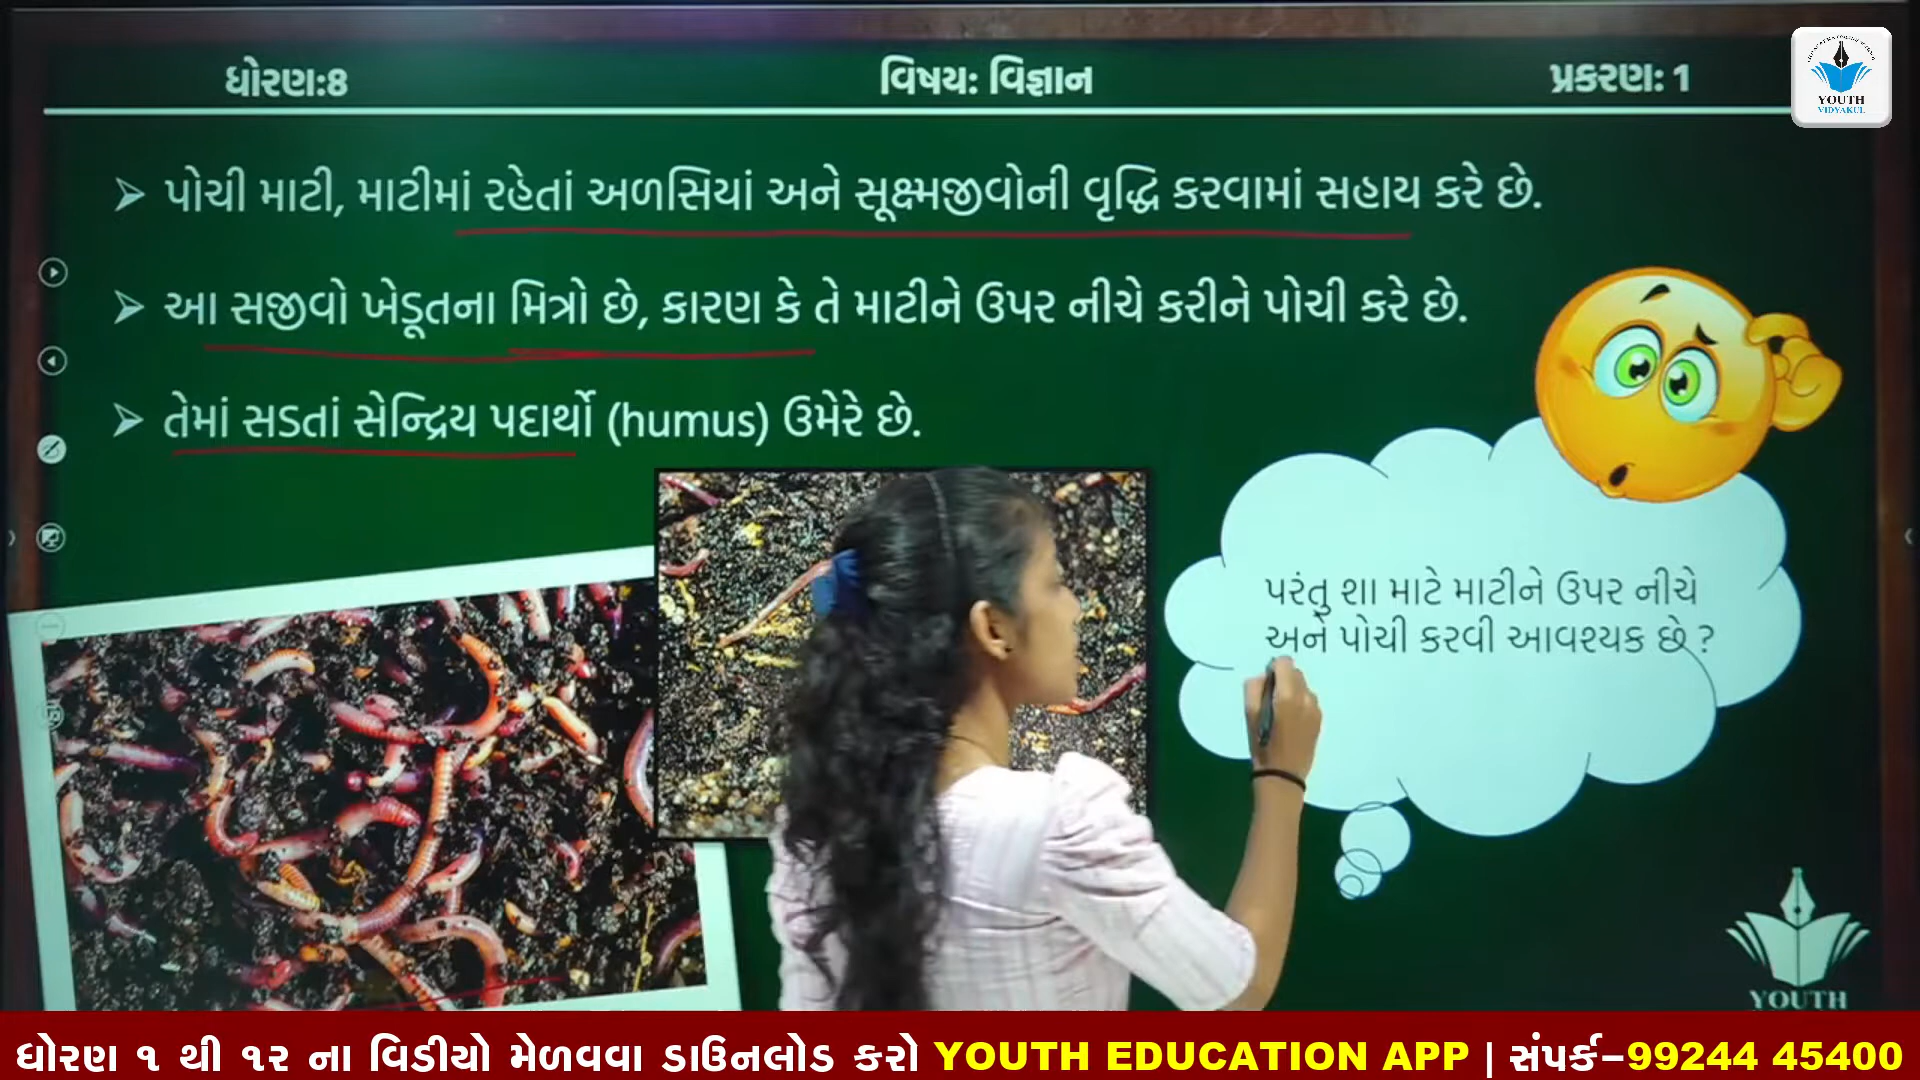 ધોરણ:8 વિષય: વિજ્ઞાન પ્રકરણ: 1
YOUTH
VIDYAKUL
➢ પોચી માટી, માટીમાં રહેતાં અળસિયાં અને સૂક્ષ્મજીવોની વૃદ્ધિ કરવામાં સહાય કરે છે.
➢ આ સજીવો ખેડૂતના મિત્રો છે, કારણ કે તે માટીને ઉપર નીચે કરીને પોચી કરે છે.
➢ તેમાં સડતાં સેન્દ્રિય પદાર્થો (humus) ઉમેરે છે.
પરંતુ શા માટે માટીને ઉપર નીચે
અને પોચી કરવી આવશ્યક છે ?
YOUTH
ધોરણ ૧ થી ૧૨ ના વિડીયો મેળવવા ડાઉનલોડ કરો YOUTH EDUCATION APP | સંપર્ક-99244 45400